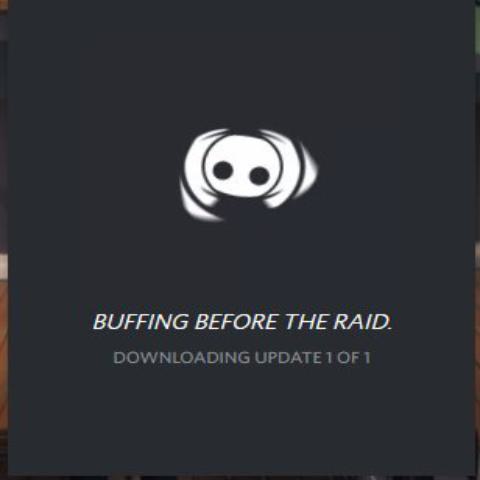 BUFFING BEFORE THE RAID.
DOWNLOADING UPDATE 1 OF 1